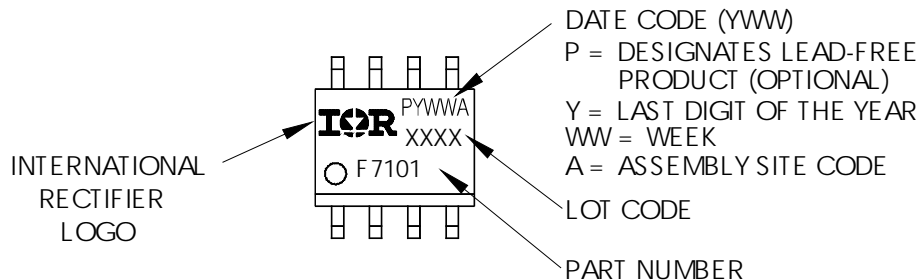 DATE CODE (YWW)
P = DESIGNATES LEAD-FREE
PRODUCT (OPTIONAL)
Y = LAST DIGIT OF THE YEAR
WW = WEEK
A = ASSEMBLY SITE CODE
LOT CODE
PART NUMBER
INTERNATIONAL
RECTIFIER
LOGO
IOR
PYWWA
XXXX
F7101